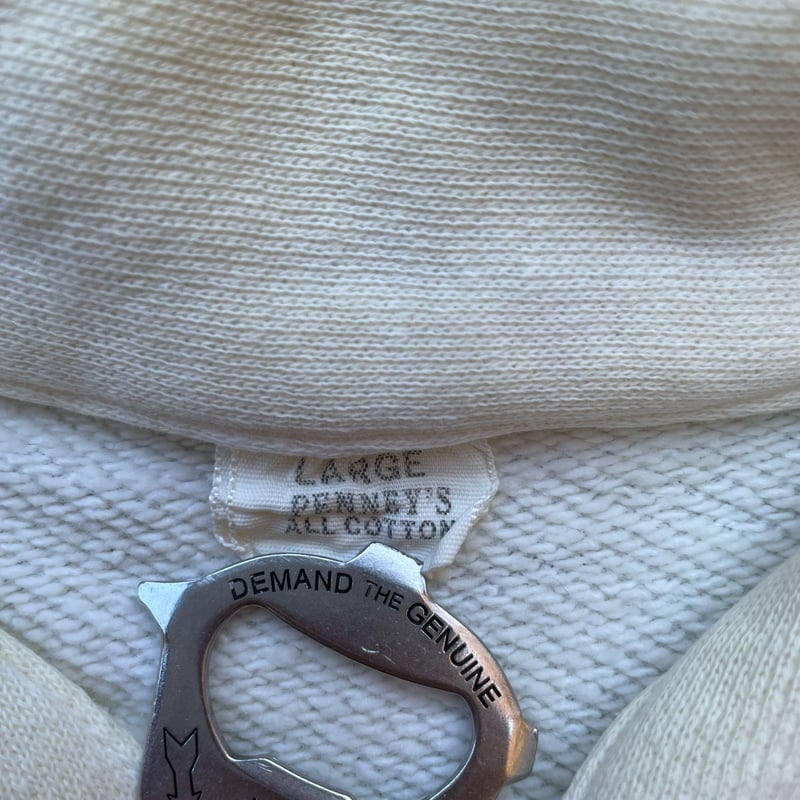 LARGE
PENNEY'S
ALL COTTON
DEMAND THE GENUINE